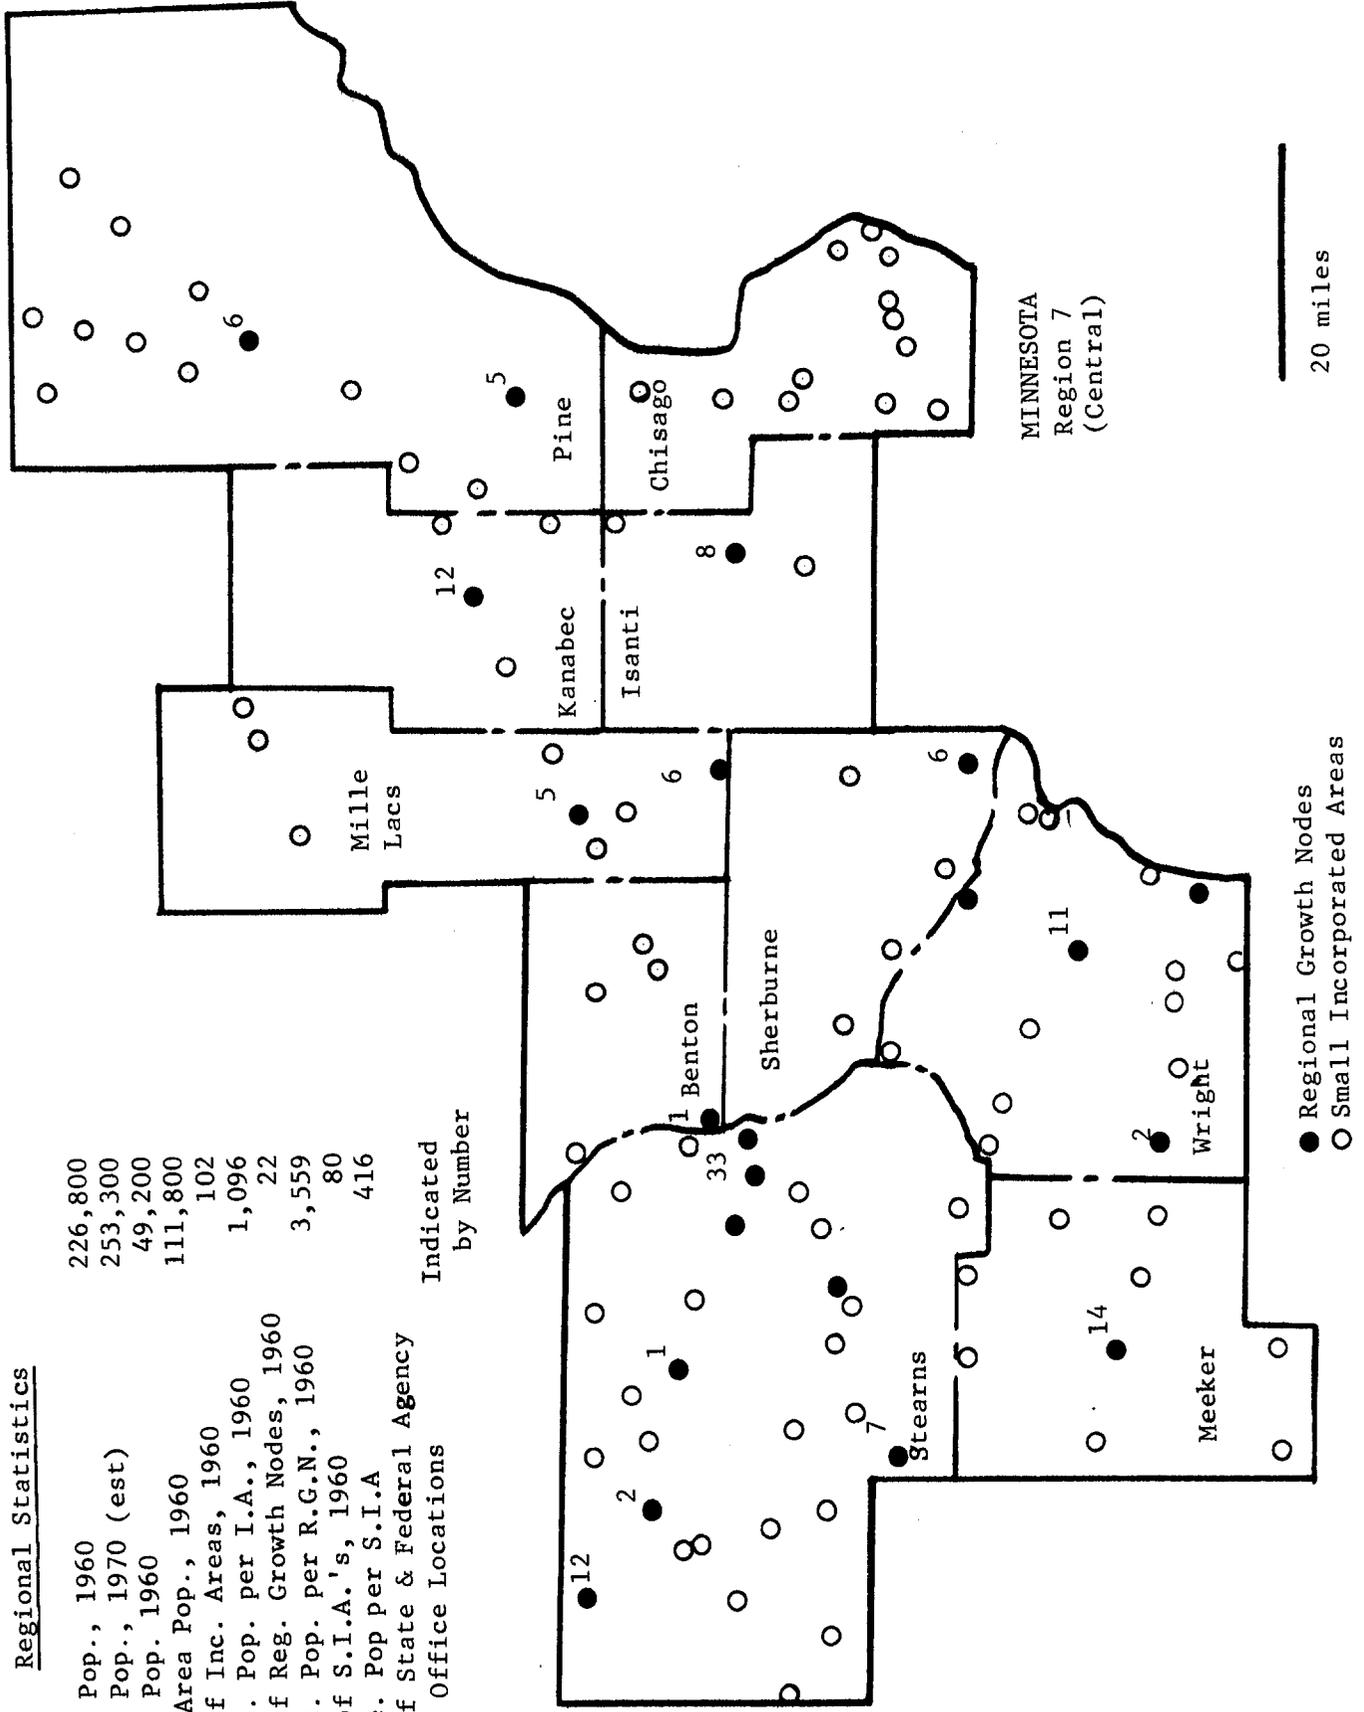 Regional Statistics
Pop., 1960 226,800
Pop., 1970 (est) 253,300
Pop. 1960 49,200
Area Pop., 1960 111,800
f Inc. Areas, 1960 102
. Pop. per I.A., 1960 1,096
f Reg. Growth Nodes, 1960 22
. Pop. per R.G.N., 1960 3,559
of S.I.A.'s, 1960 80
. Pop per S.I.A 416
f State & Federal Agency Indicated
Office Locations by Number
12
2
1
7
Stearns
33
1
Benton
Sherburne
Mille
Lacs
5
6
6
Kanabec
12
Isanti
8
Pine
6
5
Chisago
11
2
Wright
14
Meeker
MINNESOTA
Region 7
(Central)
20 miles
Regional Growth Nodes
Small Incorporated Areas